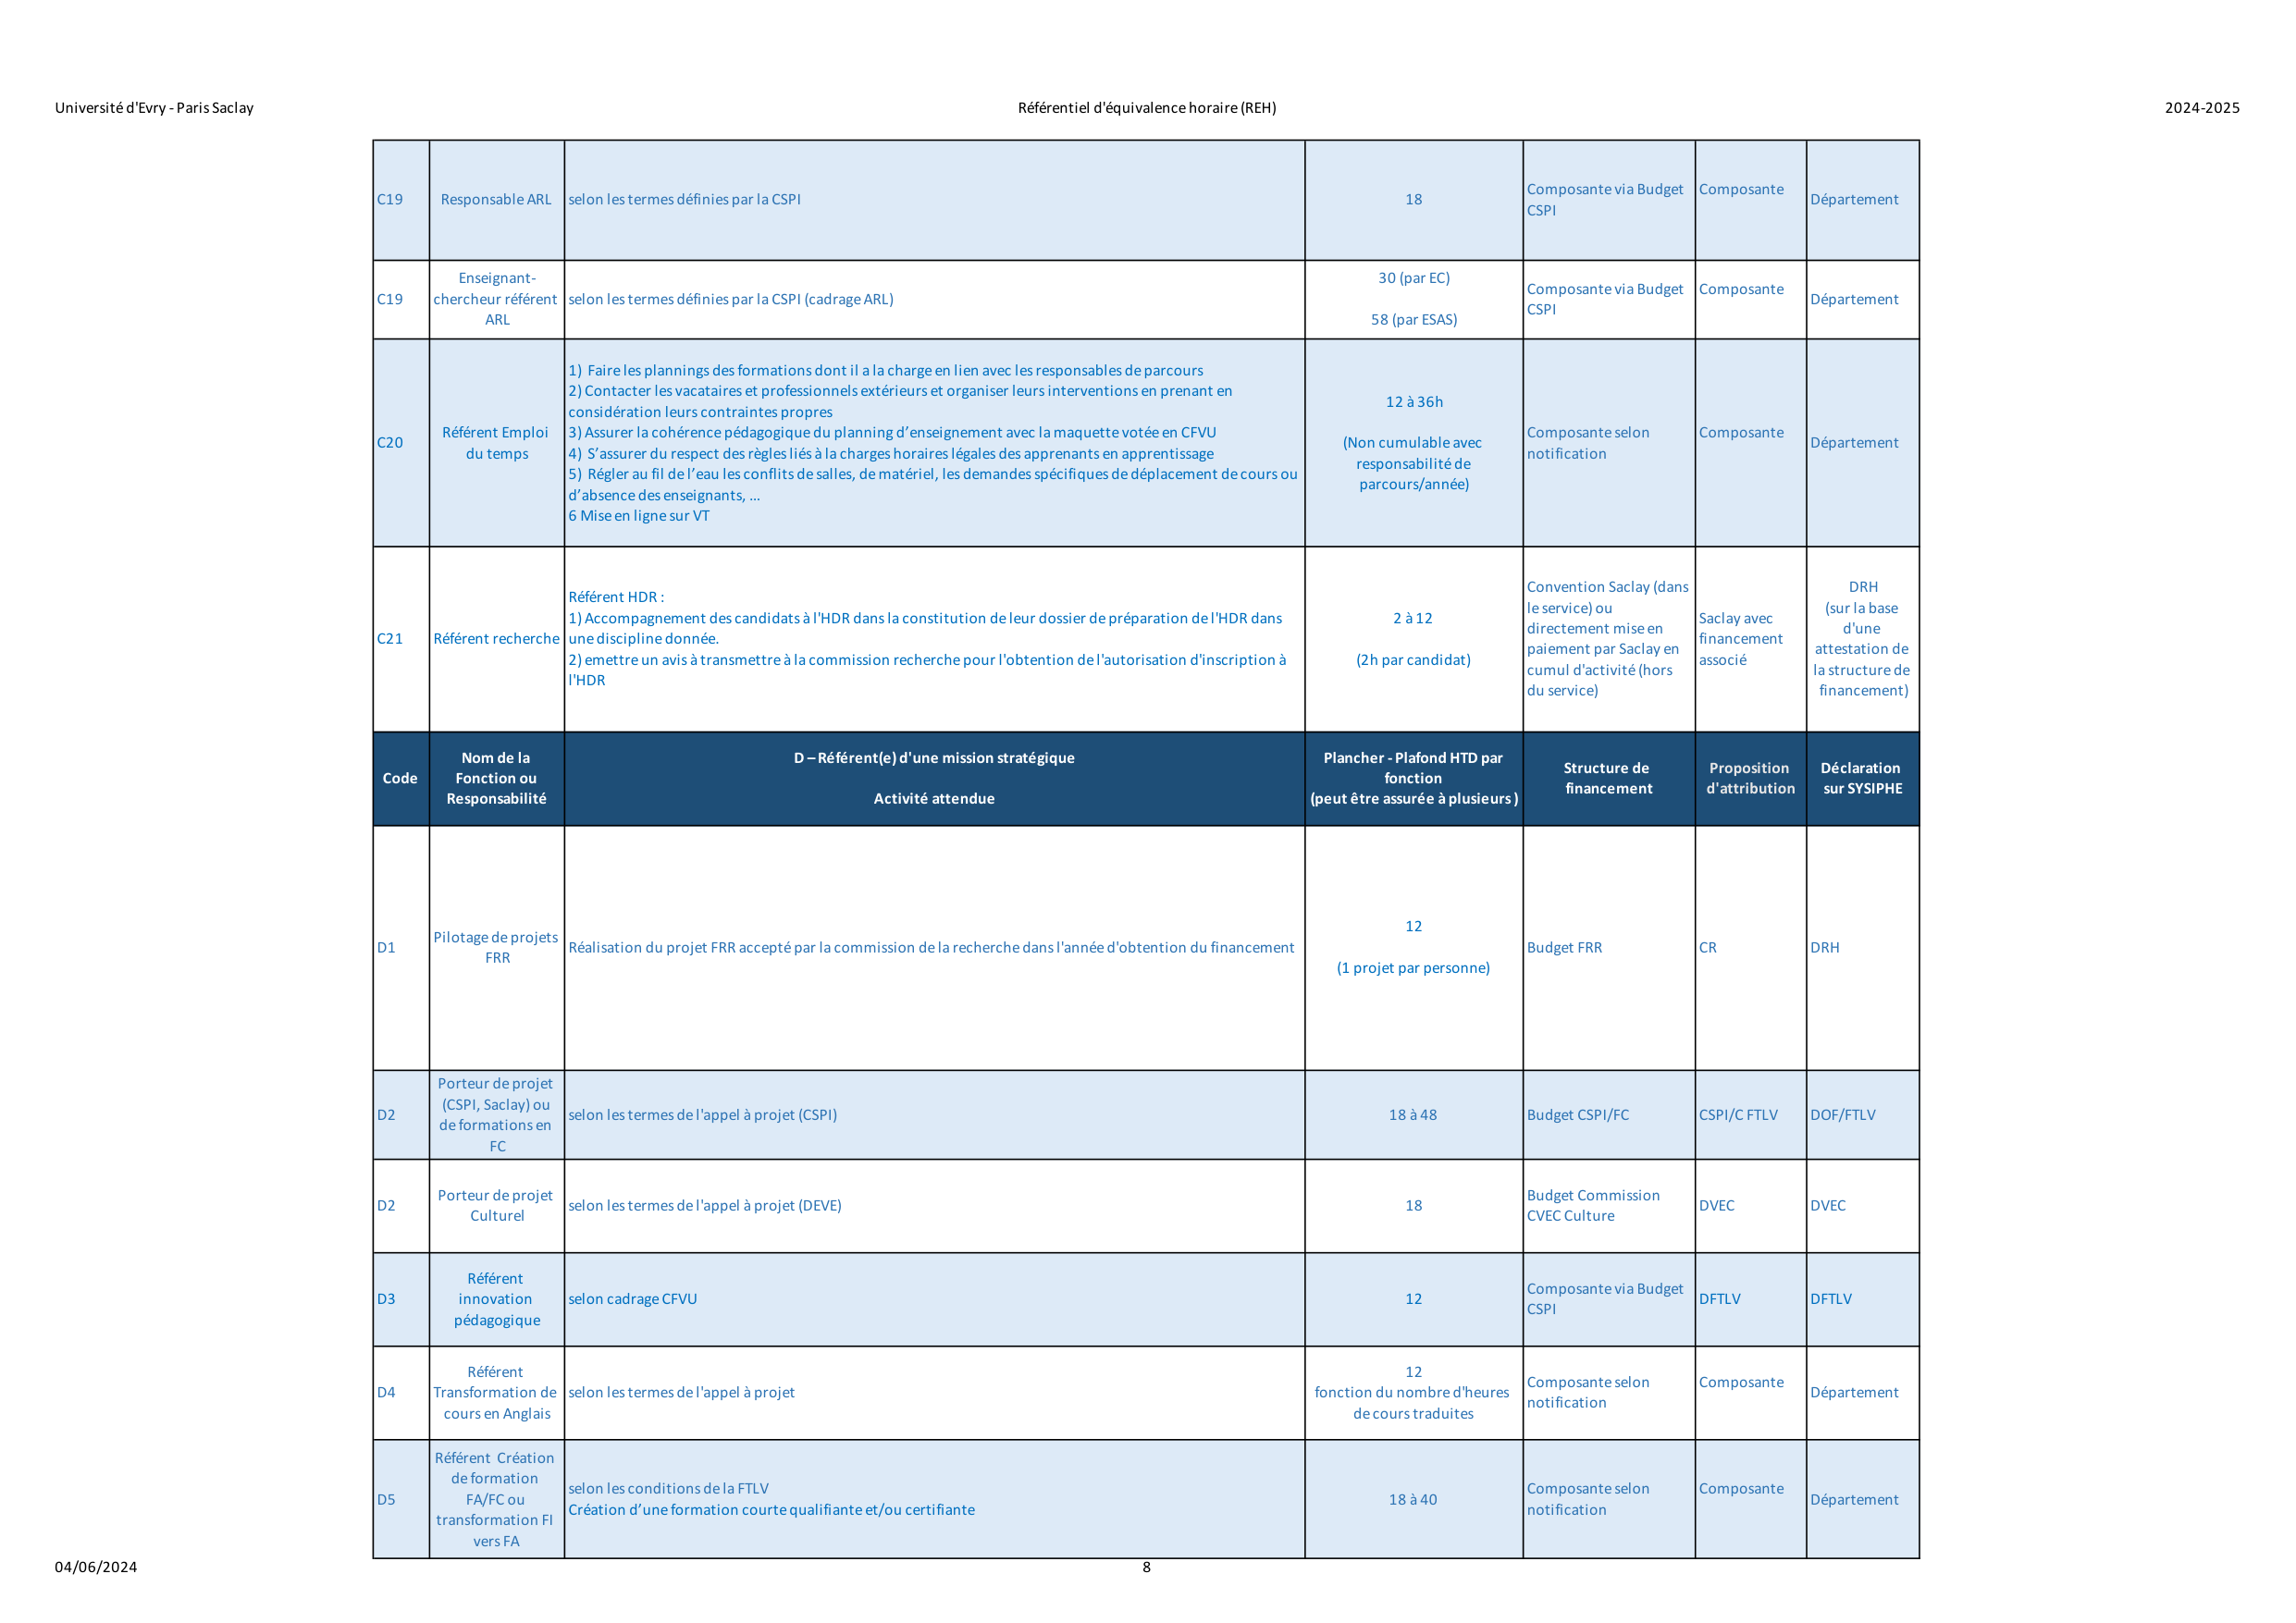 Université d'Evry - Paris Saclay
Référentiel d'équivalence horaire (REH)
2024-2025
C19
Responsable ARL
selon les termes définies par la CSPI
18
Composante via Budget
CSPI
Composante
Département
C19
Enseignant-
chercheur référent
ARL
selon les termes définies par la CSPI (cadrage ARL)
30 (par EC)
58 (par ESAS)
Composante via Budget
CSPI
Composante
Département
C20
Référent Emploi
du temps
1) Faire les plannings des formations dont il a la charge en lien avec les responsables de parcours
2) Contacter les vacataires et professionnels extérieurs et organiser leurs interventions en prenant en
considération leurs contraintes propres
3) Assurer la cohérence pédagogique du planning d’enseignement avec la maquette votée en CFVU
4) S’assurer du respect des règles liés à la charges horaires légales des apprenants en apprentissage
5) Régler au fil de l’eau les conflits de salles, de matériel, les demandes spécifiques de déplacement de cours ou
d’absence des enseignants, ...
6 Mise en ligne sur VT
12 à 36h
(Non cumulable avec
responsabilité de
parcours/année)
Composante selon
notification
Composante
Département
C21
Référent recherche
Référent HDR :
1) Accompagnement des candidats à l'HDR dans la constitution de leur dossier de préparation de l'HDR dans
une discipline donnée.
2) emettre un avis à transmettre à la commission recherche pour l'obtention de l'autorisation d'inscription à
l'HDR
2 à 12
(2h par candidat)
Convention Saclay (dans
le service) ou
directement mise en
paiement par Saclay en
cumul d'activité (hors
du service)
Saclay avec
financement
associé
DRH
(sur la base
d'une
attestation de
la structure de
financement)
Code
Nom de la
Fonction ou
Responsabilité
D – Référent(e) d'une mission stratégique
Activité attendue
Plancher - Plafond HTD par
fonction
(peut être assurée à plusieurs )
Structure de
financement
Proposition
d'attribution
Déclaration
sur SYSIPHE
D1
Pilotage de projets
FRR
Réalisation du projet FRR accepté par la commission de la recherche dans l'année d'obtention du financement
12
(1 projet par personne)
Budget FRR
CR
DRH
D2
Porteur de projet
(CSPI, Saclay) ou
de formations en
FC
selon les termes de l'appel à projet (CSPI)
18 à 48
Budget CSPI/FC
CSPI/C FTLV
DOF/FTLV
D2
Porteur de projet
Culturel
selon les termes de l'appel à projet (DEVE)
18
Budget Commission
CVEC Culture
DVEC
DVEC
D3
Référent
innovation
pédagogique
selon cadrage CFVU
12
Composante via Budget
CSPI
DFTLV
DFTLV
D4
Référent
Transformation de
cours en Anglais
selon les termes de l'appel à projet
12
fonction du nombre d'heures
de cours traduites
Composante selon
notification
Composante
Département
D5
Référent Création
de formation
FA/FC ou
transformation FI
vers FA
selon les conditions de la FTLV
Création d’une formation courte qualifiante et/ou certifiante
18 à 40
Composante selon
notification
Composante
Département
04/06/2024
8